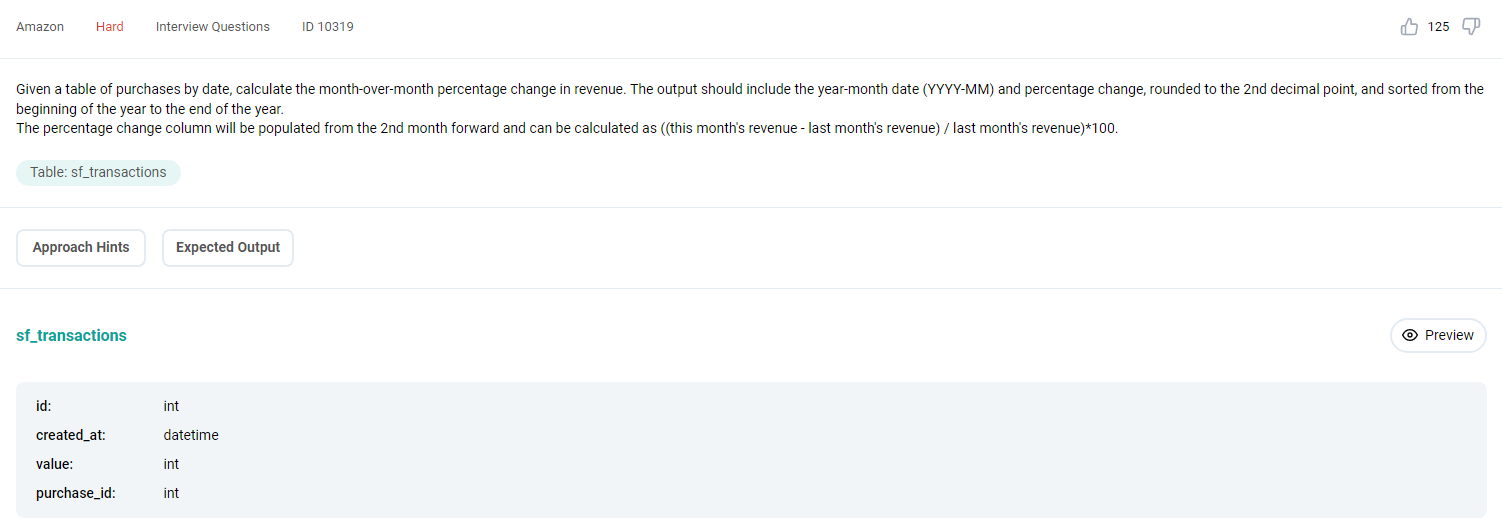 Amazon Hard Interview Questions ID 10319 125
Given a table of purchases by date, calculate the month-over-month percentage change in revenue. The output should include the year-month date (YYYY-MM) and percentage change, rounded to the 2nd decimal point, and sorted from the
beginning of the year to the end of the year.
The percentage change column will be populated from the 2nd month forward and can be calculated as ((this month's revenue - last month's revenue) / last month's revenue)*100.
Table: sf_transactions
Approach Hints Expected Output
sf_transactions Preview
id: int
created_at: datetime
value: int
purchase_id: int